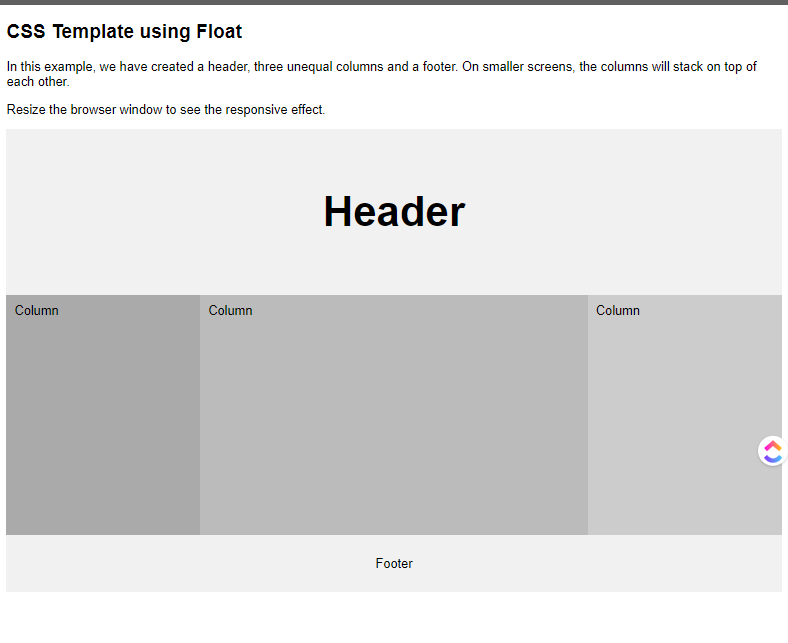 CSS Template using Float
In this example, we have created a header, three unequal columns and a footer. On smaller screens, the columns will stack on top of
each other.
Resize the browser window to see the responsive effect.
Header
Column
Column
Column
Footer